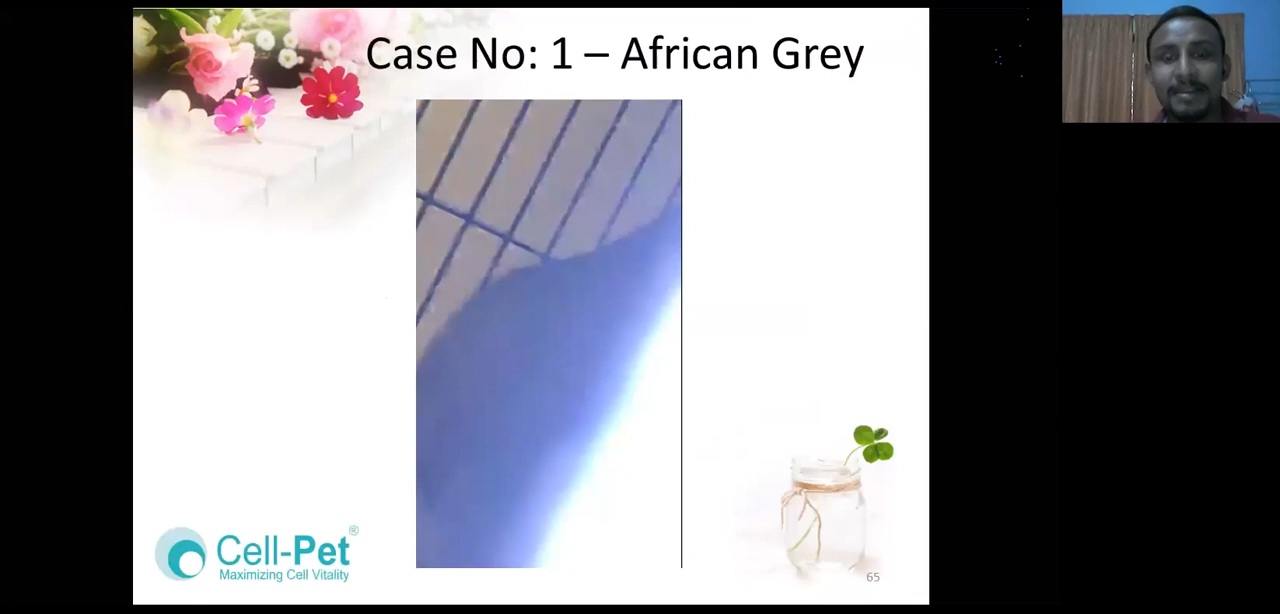 Case No: 1 – African Grey
Cell-Pet®
Maximizing Cell Vitality
65